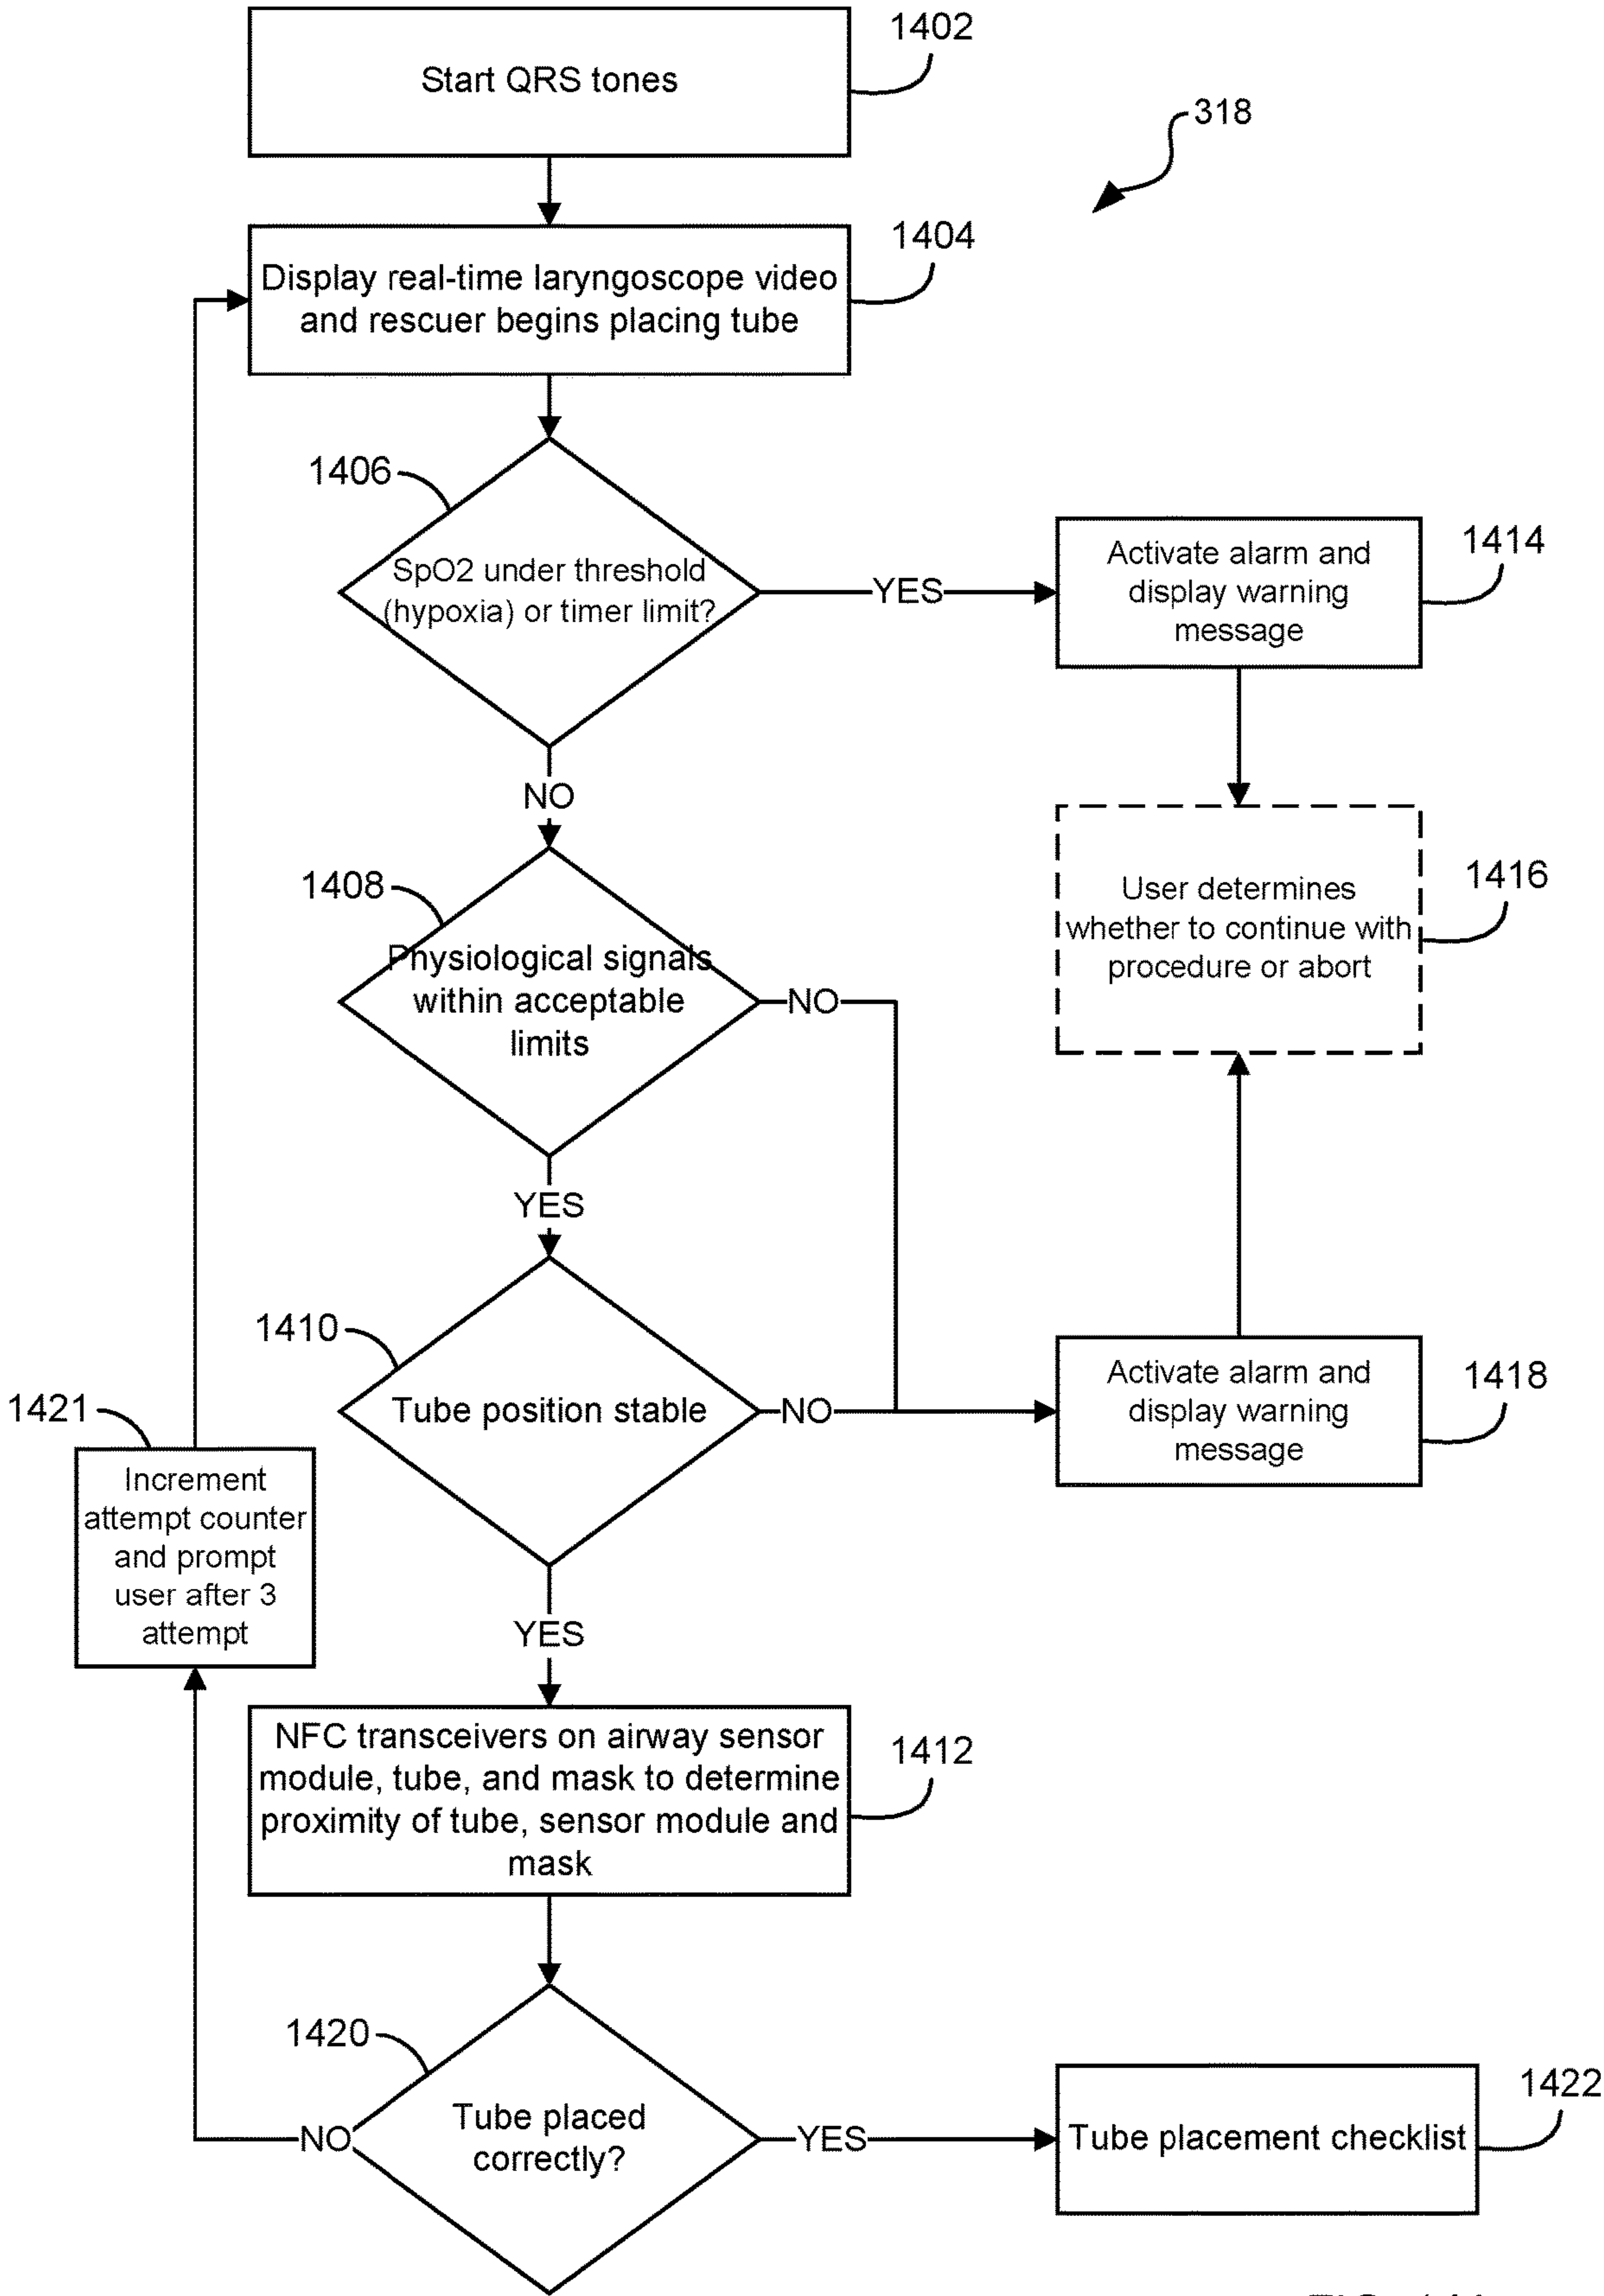 1402
Start QRS tones
318
1404
Display real-time laryngoscope video
and rescuer begins placing tube
1406
SpO2 under threshold
(hypoxia) or timer limit?
YES
1414
Activate alarm and
display warning
message
NO
1408
Physiological signals
within acceptable
limits
NO
1416
User determines
whether to continue with
procedure or abort
YES
1410
Tube position stable
NO
1418
Activate alarm and
display warning
message
1421
Increment
attempt counter
and prompt
user after 3
attempt
YES
1412
NFC transceivers on airway sensor
module, tube, and mask to determine
proximity of tube, sensor module and
mask
1420
Tube placed
correctly?
NO
YES
1422
Tube placement checklist